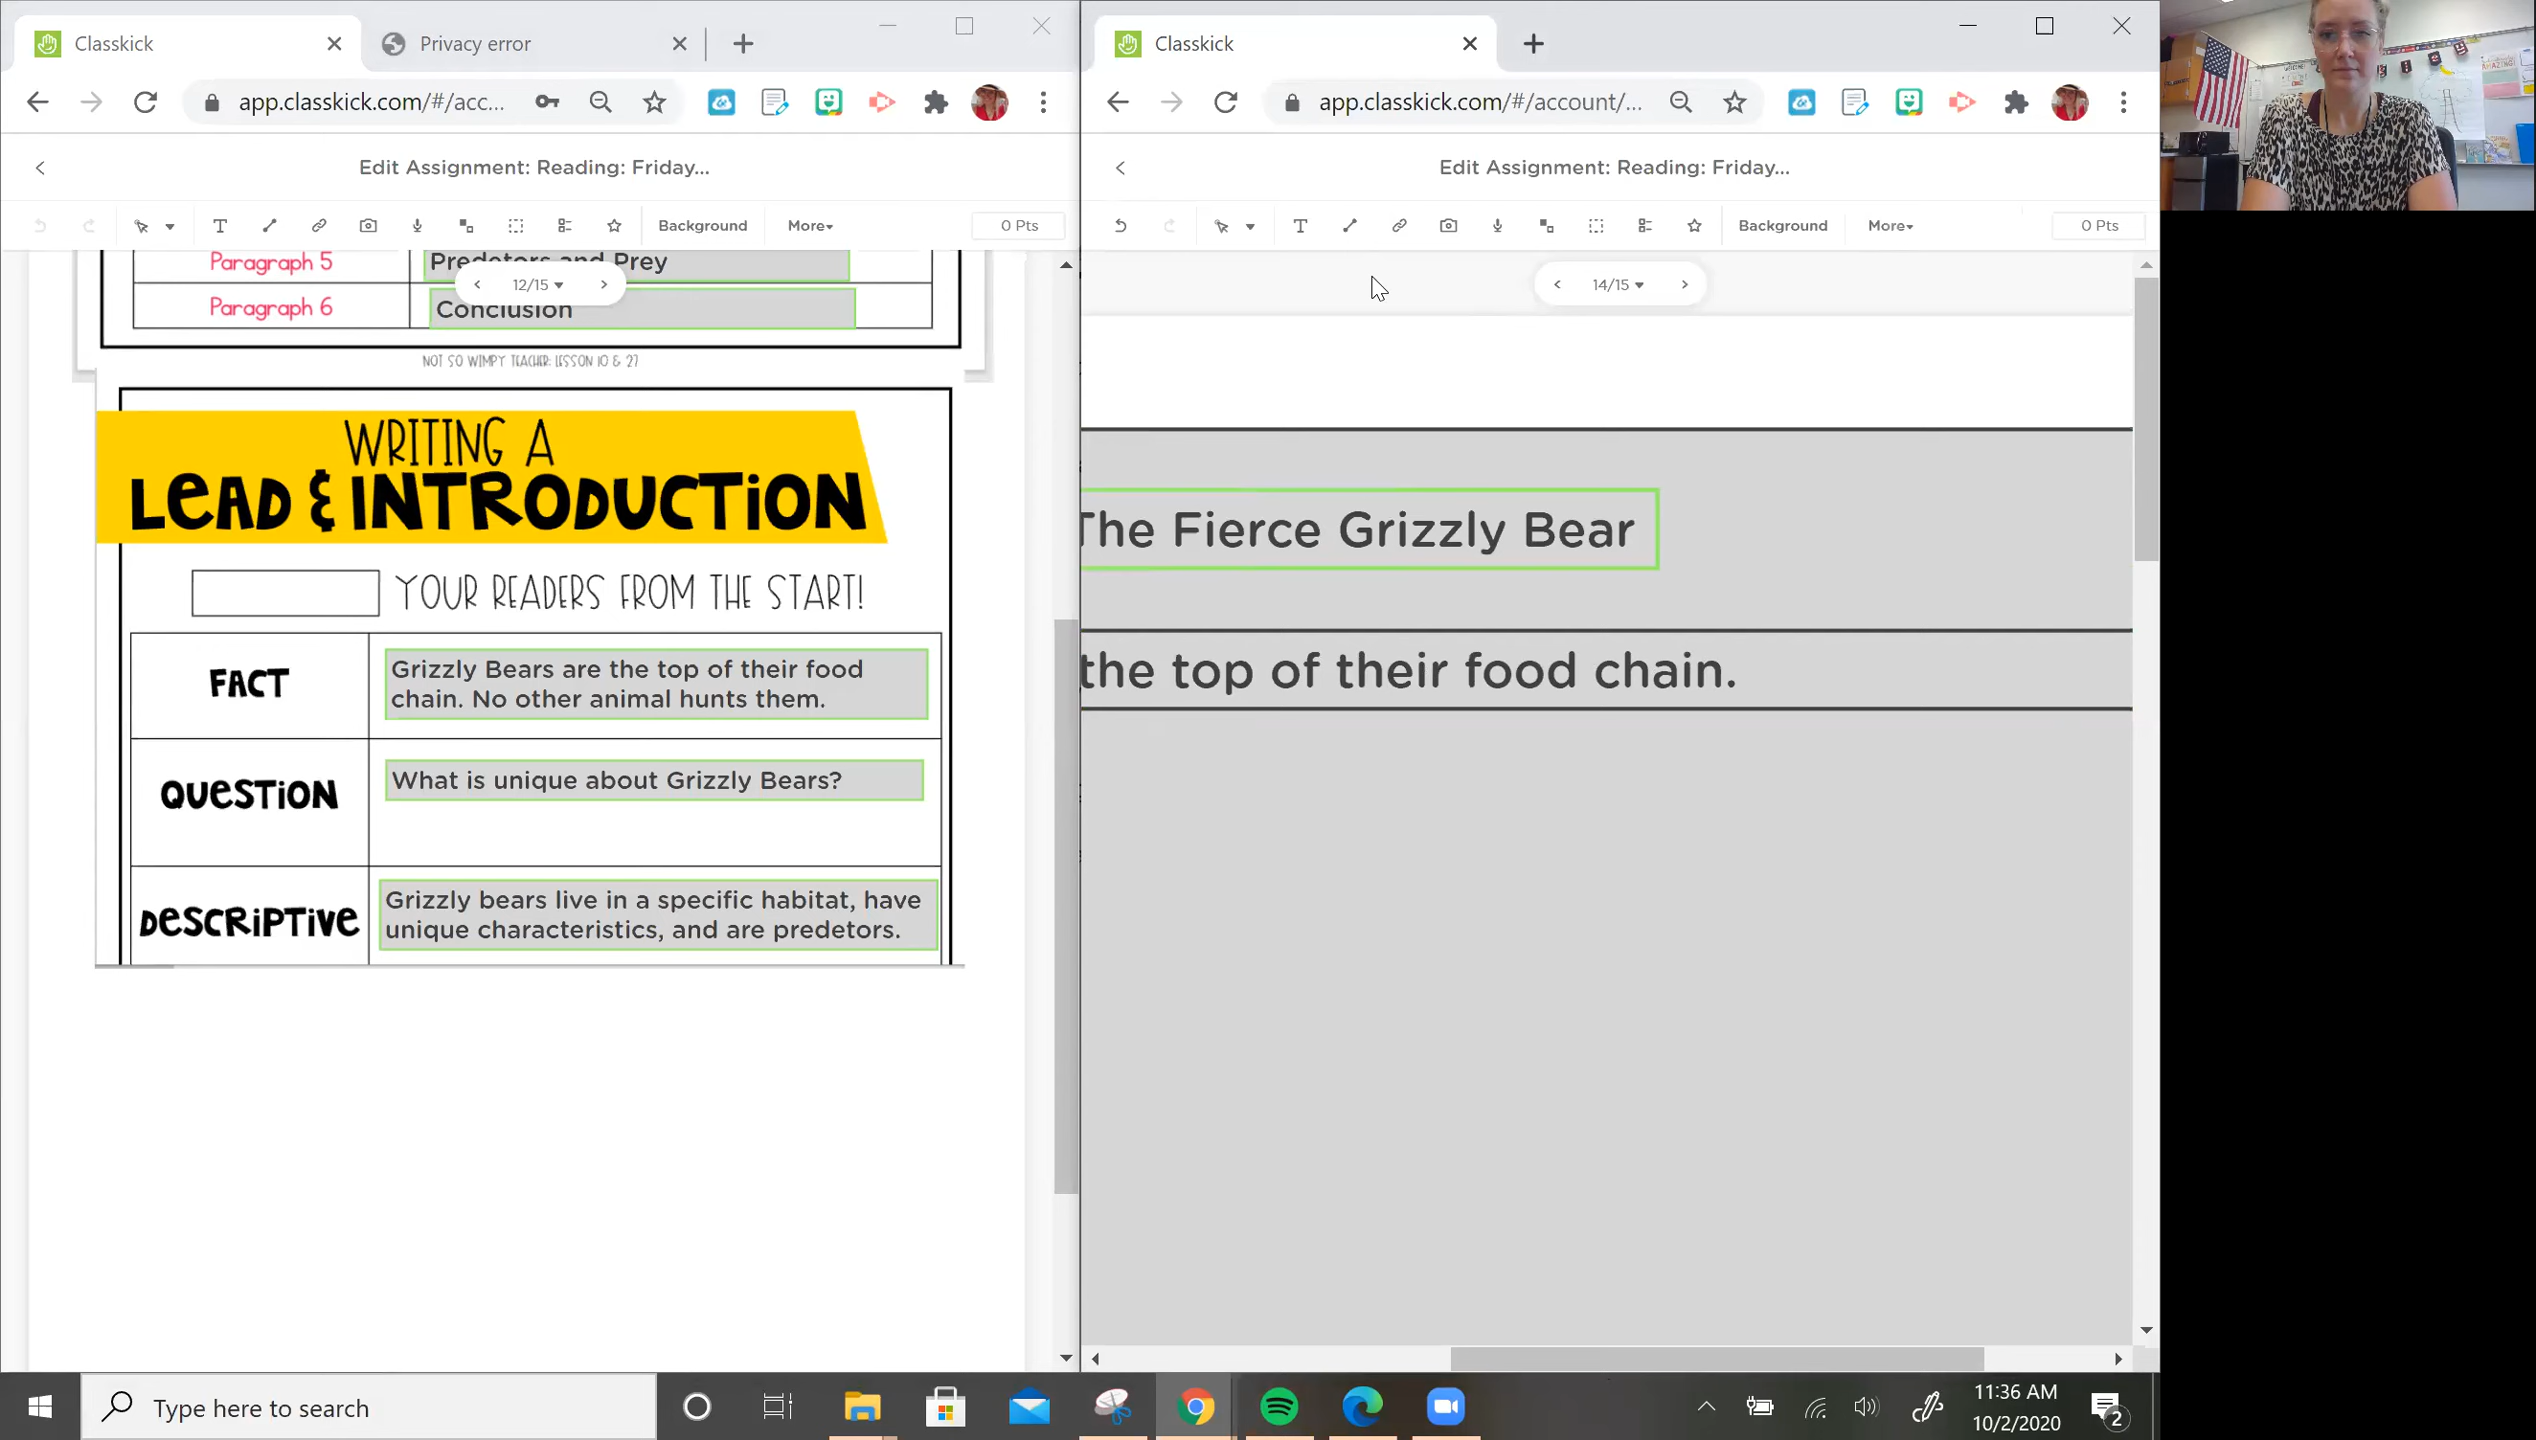 Classkick
Privacy error
app.classkick.com/#/acc...
Edit Assignment: Reading: Friday...
Background
More
0 Pts
Paragraph 5
Predetors and Prey
12/15
Paragraph 6
Conclusion
NOT SO WIMPY TEACHER: LESSON 10 & 27
WRITING A
LEAD & INTRODUCTION
YOUR READERS FROM THE START!
FACT
Grizzly Bears are the top of their food
chain. No other animal hunts them.
QUESTION
What is unique about Grizzly Bears?
DESCRIPTIVE
Grizzly bears live in a specific habitat, have
unique characteristics, and are predetors.
Classkick
app.classkick.com/#/account/...
Edit Assignment: Reading: Friday...
Background
More
0 Pts
14/15
The Fierce Grizzly Bear
the top of their food chain.
Type here to search
11:36 AM
10/2/2020
2